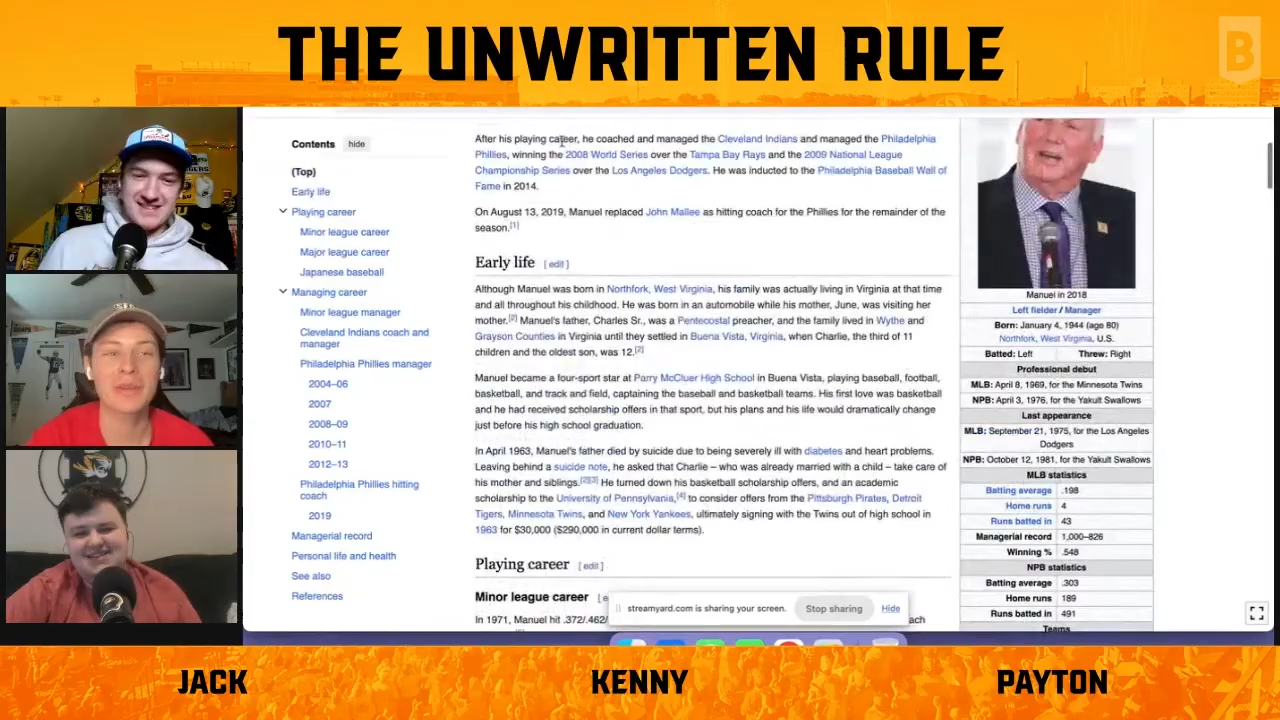 THE UNWRITTEN RULE
B
Contents hide
(Top)
Early life
Playing career
Minor league career
Major league career
Japanese baseball
Managing career
Minor league manager
Cleveland Indians coach and
manager
Philadelphia Phillies manager
2004–06
2007
2008–09
2010–11
2012–13
Philadelphia Phillies hitting
coach
2019
Managerial record
Personal life and health
See also
References
After his playing career, he coached and managed the Cleveland Indians and managed the Philadelphia
Phillies, winning the 2008 World Series over the Tampa Bay Rays and the 2009 National League
Championship Series over the Los Angeles Dodgers. He was inducted to the Philadelphia Baseball Wall of
Fame in 2014.
On August 13, 2019, Manuel replaced John Mallee as hitting coach for the Phillies for the remainder of the
season.[1]
Early life [ edit ]
Although Manuel was born in Northfork, West Virginia, his family was actually living in Virginia at that time
and all throughout his childhood. He was born in an automobile while his mother, June, was visiting her
mother.[2] Manuel's father, Charles Sr., was a Pentecostal preacher, and the family lived in Wythe and
Grayson Counties in Virginia until they settled in Buena Vista, Virginia, when Charlie, the third of 11
children and the oldest son, was 12.[2]
Manuel became a four-sport star at Parry McCluer High School in Buena Vista, playing baseball, football,
basketball, and track and field, captaining the baseball and basketball teams. His first love was basketball
and he had received scholarship offers in that sport, but his plans and his life would dramatically change
just before his high school graduation.
In April 1963, Manuel's father died by suicide due to being severely ill with diabetes and heart problems.
Leaving behind a suicide note, he asked that Charlie – who was already married with a child – take care of
his mother and siblings.[2][3] He turned down his basketball scholarship offers, and an academic
scholarship to the University of Pennsylvania,[4] to consider offers from the Pittsburgh Pirates, Detroit
Tigers, Minnesota Twins, and New York Yankees, ultimately signing with the Twins out of high school in
1963 for $30,000 ($290,000 in current dollar terms).
Playing career [ edit ]
Minor league career [ e
In 1971, Manuel hit .372/.462/ ach
streamyard.com is sharing your screen. Stop sharing Hide
Manuel in 2018
Left fielder / Manager
Born: January 4, 1944 (age 80)
Northfork, West Virginia, U.S.
Batted: Left Threw: Right
Professional debut
MLB: April 8, 1969, for the Minnesota Twins
NPB: April 3, 1976, for the Yakult Swallows
Last appearance
MLB: September 21, 1975, for the Los Angeles
Dodgers
NPB: October 12, 1981, for the Yakult Swallows
MLB statistics
Batting average .198
Home runs 4
Runs batted in 43
Managerial record 1,000–826
Winning % .548
NPB statistics
Batting average .303
Home runs 189
Runs batted in 491
Teams
JACK
KENNY
PAYTON